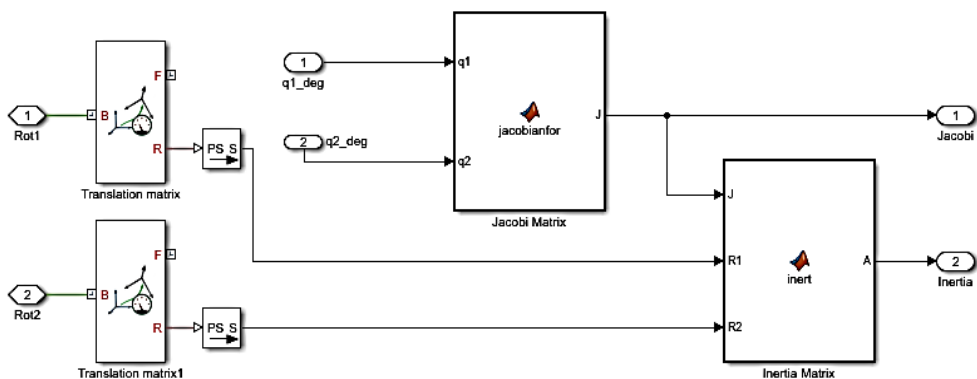 F
1
Rot1
B
R
PS S
Translation matrix
1
q1_deg
2
q2_deg
q1
q2
jacobianfor
J
Jacobi Matrix
1
Jacobi
F
2
Rot2
B
R
PS S
Translation matrix1
J
R1
R2
inert
A
Inertia Matrix
2
Inertia